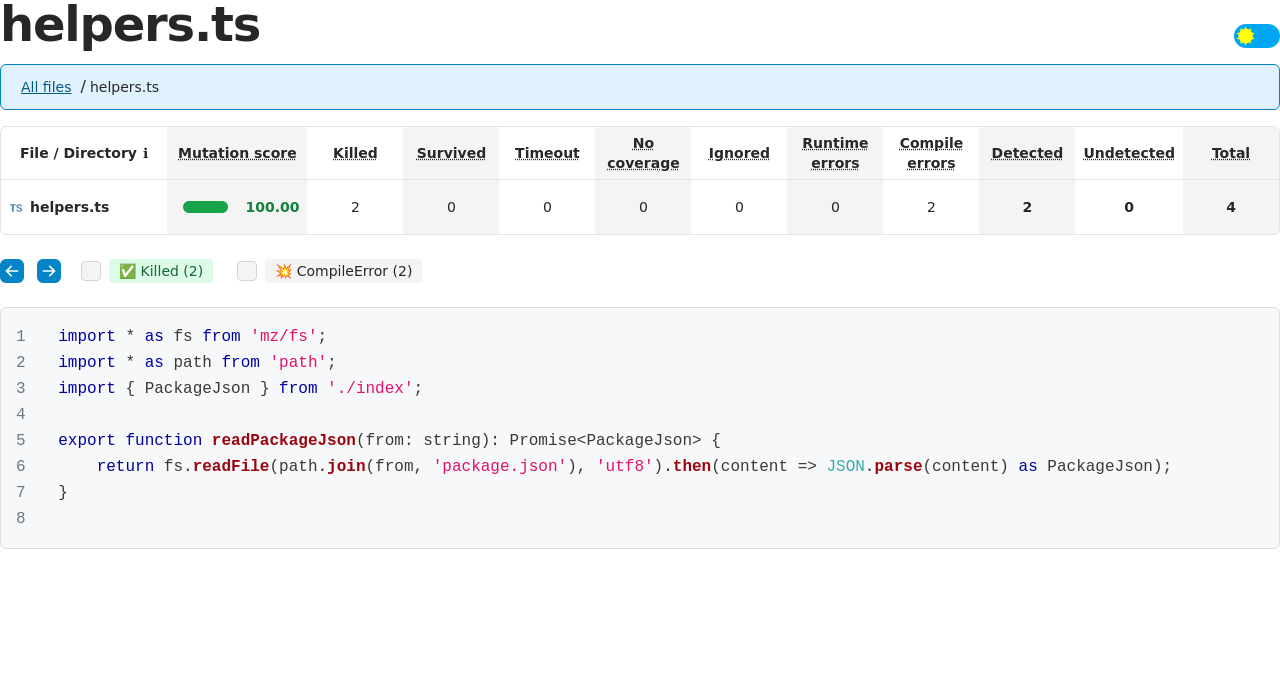 helpers.ts
All files / helpers.ts
File / Directory ℹ Mutation score Killed Survived Timeout No coverage Ignored Runtime errors Compile errors Detected Undetected Total
TS helpers.ts 100.00 2 0 0 0 0 0 2 2 0 4
✅ Killed (2) 💥 CompileError (2)
1 import * as fs from 'mz/fs';
2 import * as path from 'path';
3 import { PackageJson } from './index';
4
5 export function readPackageJson(from: string): Promise<PackageJson> {
6     return fs.readFile(path.join(from, 'package.json'), 'utf8').then(content => JSON.parse(content) as PackageJson);
7 }
8